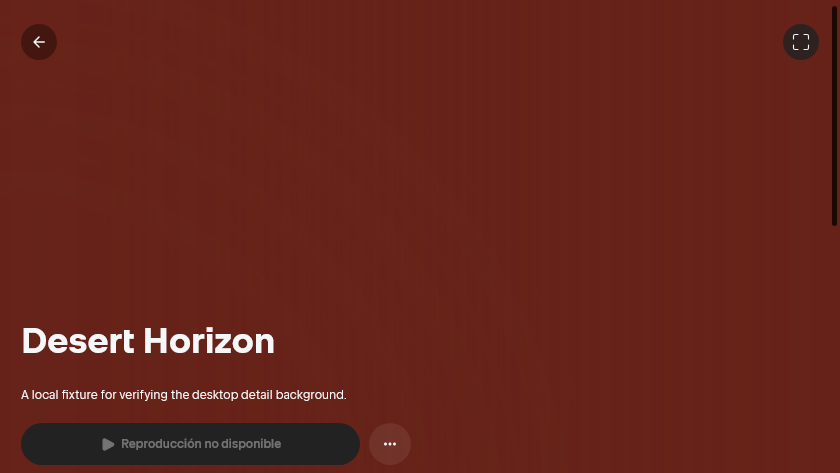 Desert Horizon
A local fixture for verifying the desktop detail background.
Reproducción no disponible